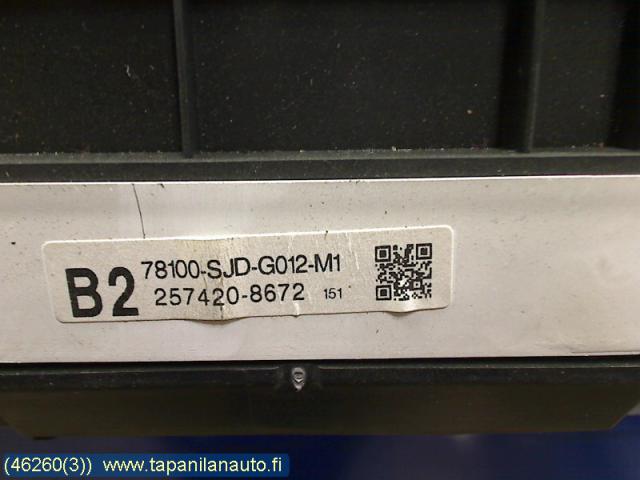 B2
78100-SJD-G012-M1
257420-8672 151
(46260(3)) www.tapanilanauto.fi